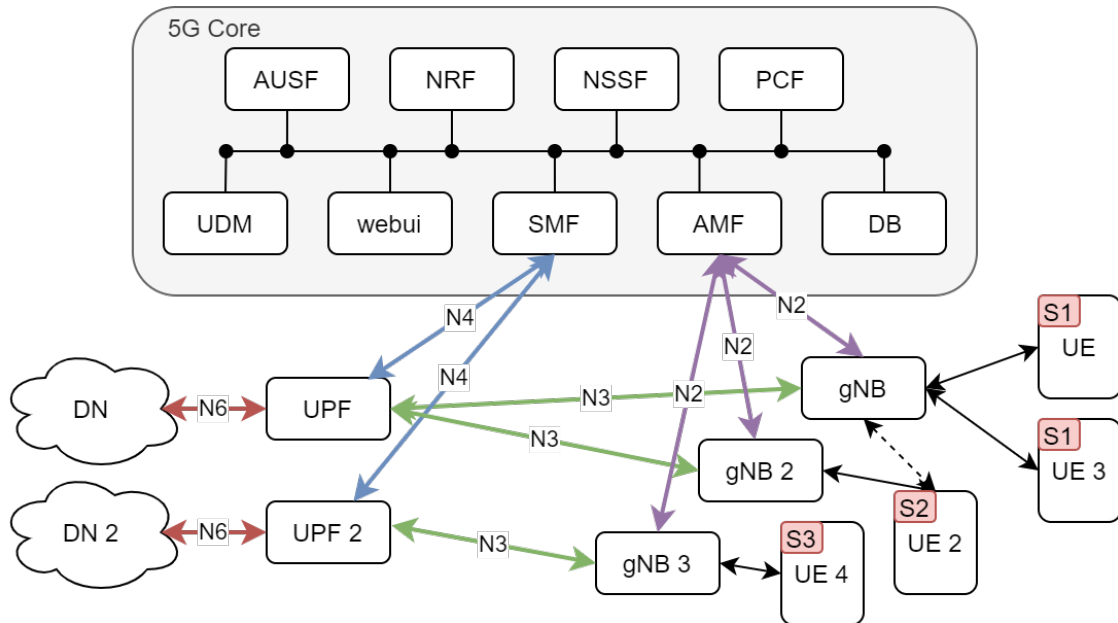 5G Core
AUSF
NRF
NSSF
PCF
UDM
webui
SMF
AMF
DB
N4
N2
S1
UE
N2
N4
gNB
DN
N6
UPF
N3
N2
N3
gNB 2
S1
UE 3
S2
UE 2
DN 2
N6
UPF 2
N3
gNB 3
S3
UE 4